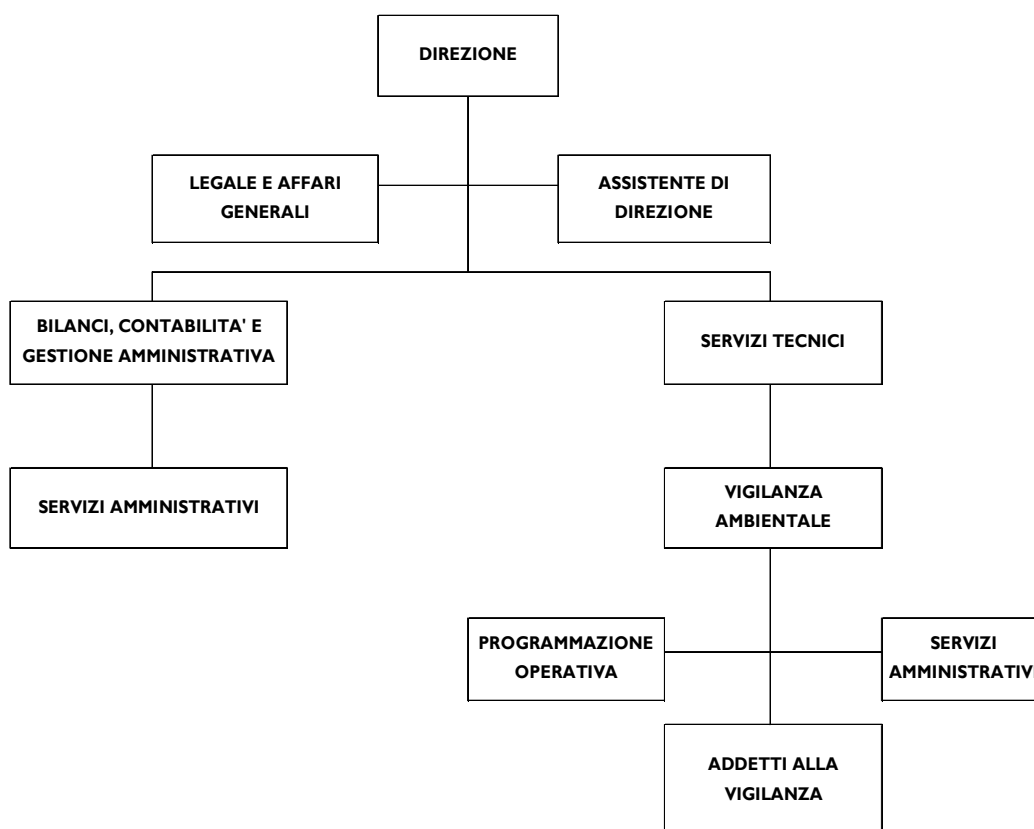 DIREZIONE
LEGALE E AFFARI
GENERALI
ASSISTENTE DI
DIREZIONE
BILANCI, CONTABILITA' E
GESTIONE AMMINISTRATIVA
SERVIZI TECNICI
SERVIZI AMMINISTRATIVI
VIGILANZA
AMBIENTALE
PROGRAMMAZIONE
OPERATIVA
SERVIZI
AMMINISTRATIVI
ADDETTI ALLA
VIGILANZA